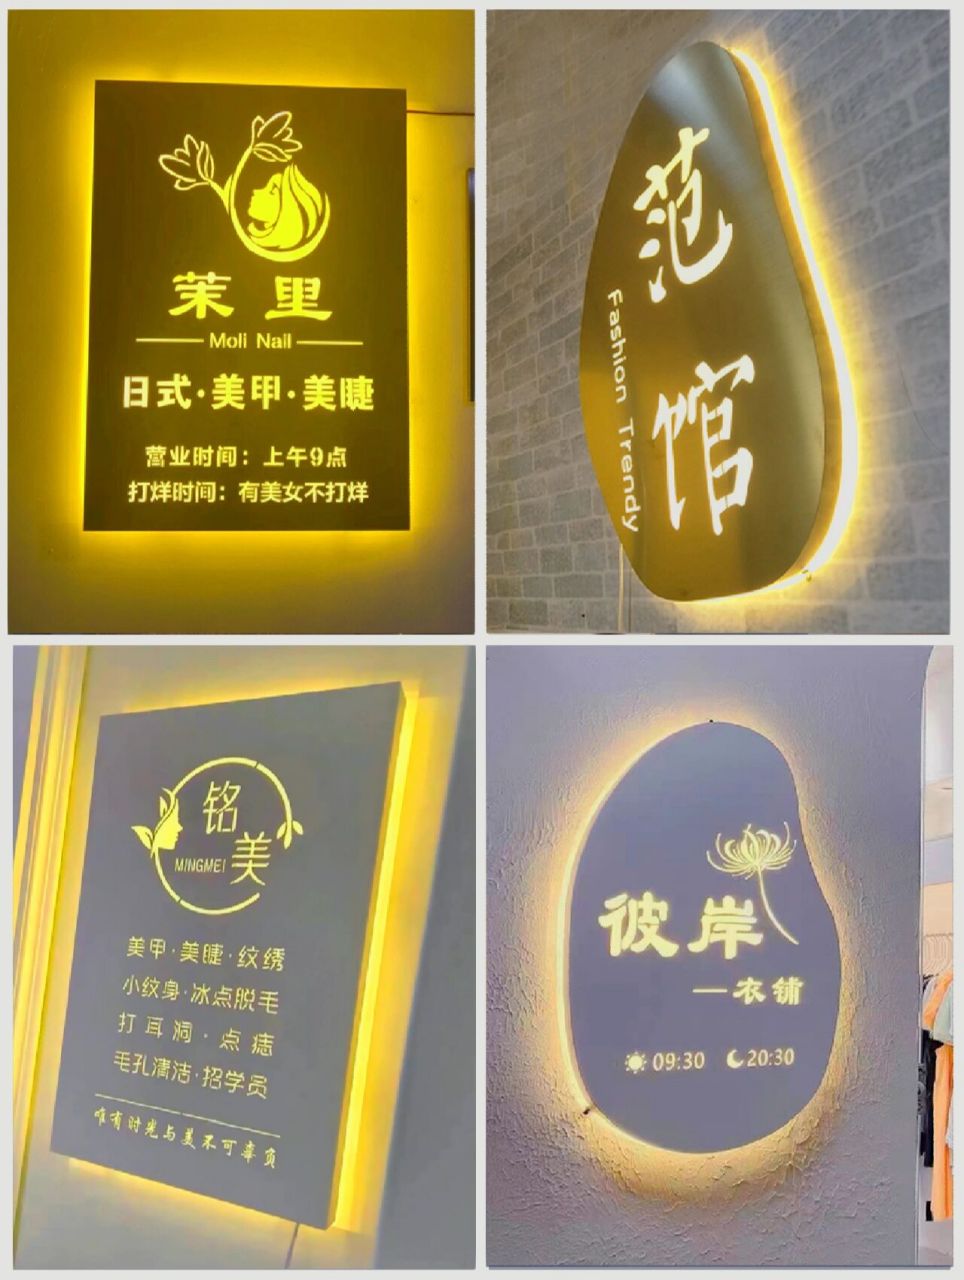 茉里
Moli Nail
日式·美甲·美睫
营业时间：上午9点
打烊时间：有美女不打烊
范馆
Fashion Trendy
铭美
MINGMEI
美甲·美睫·纹绣
小纹身·冰点脱毛
打耳洞·点痣
毛孔清洁·招学员
唯有时光与美不可辜负
彼岸
—衣铺
09:30 20:30